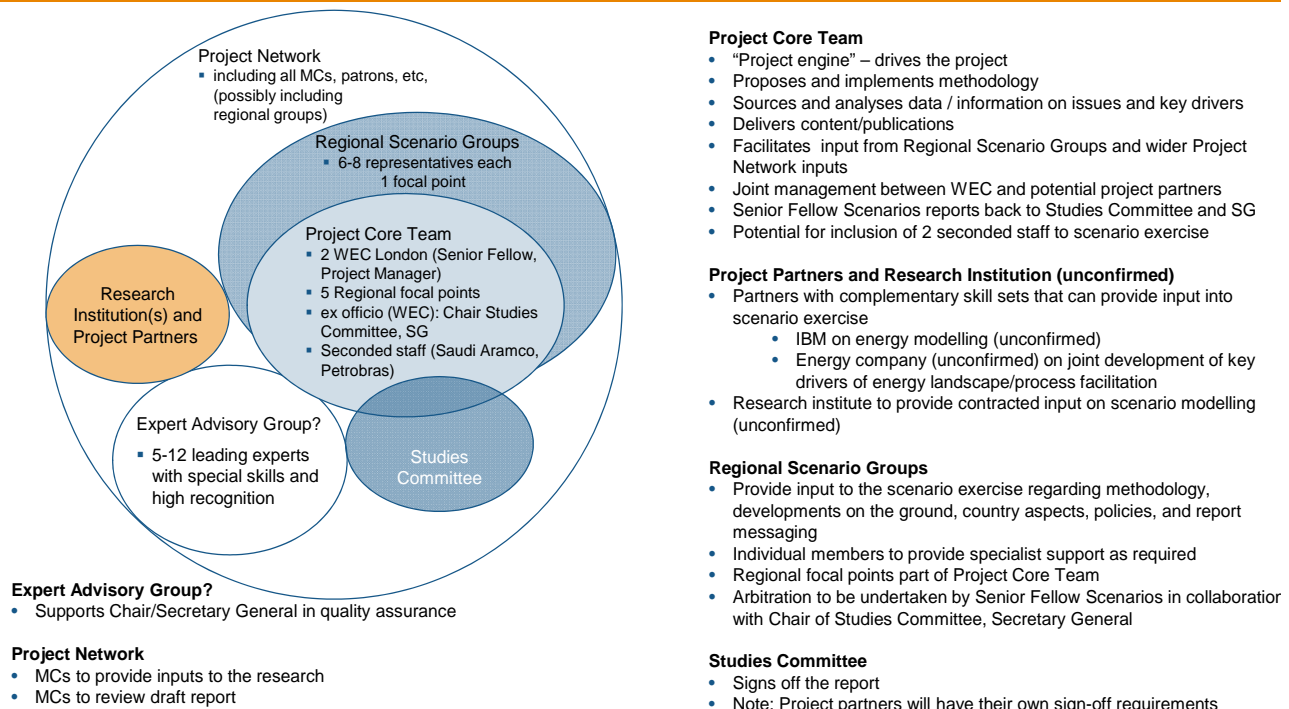 Project Network
▪ including all MCs, patrons, etc,
(possibly including
regional groups)
Regional Scenario Groups
▪ 6-8 representatives each
1 focal point
Project Core Team
▪ 2 WEC London (Senior Fellow,
Project Manager)
▪ 5 Regional focal points
▪ ex officio (WEC): Chair Studies
Committee, SG
▪ Seconded staff (Saudi Aramco,
Petrobras)
Research
Institution(s) and
Project Partners
Expert Advisory Group?
▪ 5-12 leading experts
with special skills and
high recognition
Studies
Committee
Expert Advisory Group?
• Supports Chair/Secretary General in quality assurance
Project Network
• MCs to provide inputs to the research
• MCs to review draft report
Project Core Team
• “Project engine” – drives the project
• Proposes and implements methodology
• Sources and analyses data / information on issues and key drivers
• Delivers content/publications
• Facilitates input from Regional Scenario Groups and wider Project
Network inputs
• Joint management between WEC and potential project partners
• Senior Fellow Scenarios reports back to Studies Committee and SG
• Potential for inclusion of 2 seconded staff to scenario exercise
Project Partners and Research Institution (unconfirmed)
• Partners with complementary skill sets that can provide input into
scenario exercise
• IBM on energy modelling (unconfirmed)
• Energy company (unconfirmed) on joint development of key
drivers of energy landscape/process facilitation
• Research institute to provide contracted input on scenario modelling
(unconfirmed)
Regional Scenario Groups
• Provide input to the scenario exercise regarding methodology,
developments on the ground, country aspects, policies, and report
messaging
• Individual members to provide specialist support as required
• Regional focal points part of Project Core Team
• Arbitration to be undertaken by Senior Fellow Scenarios in collaboration
with Chair of Studies Committee, Secretary General
Studies Committee
• Signs off the report
• Note: Project partners will have their own sign-off requirements